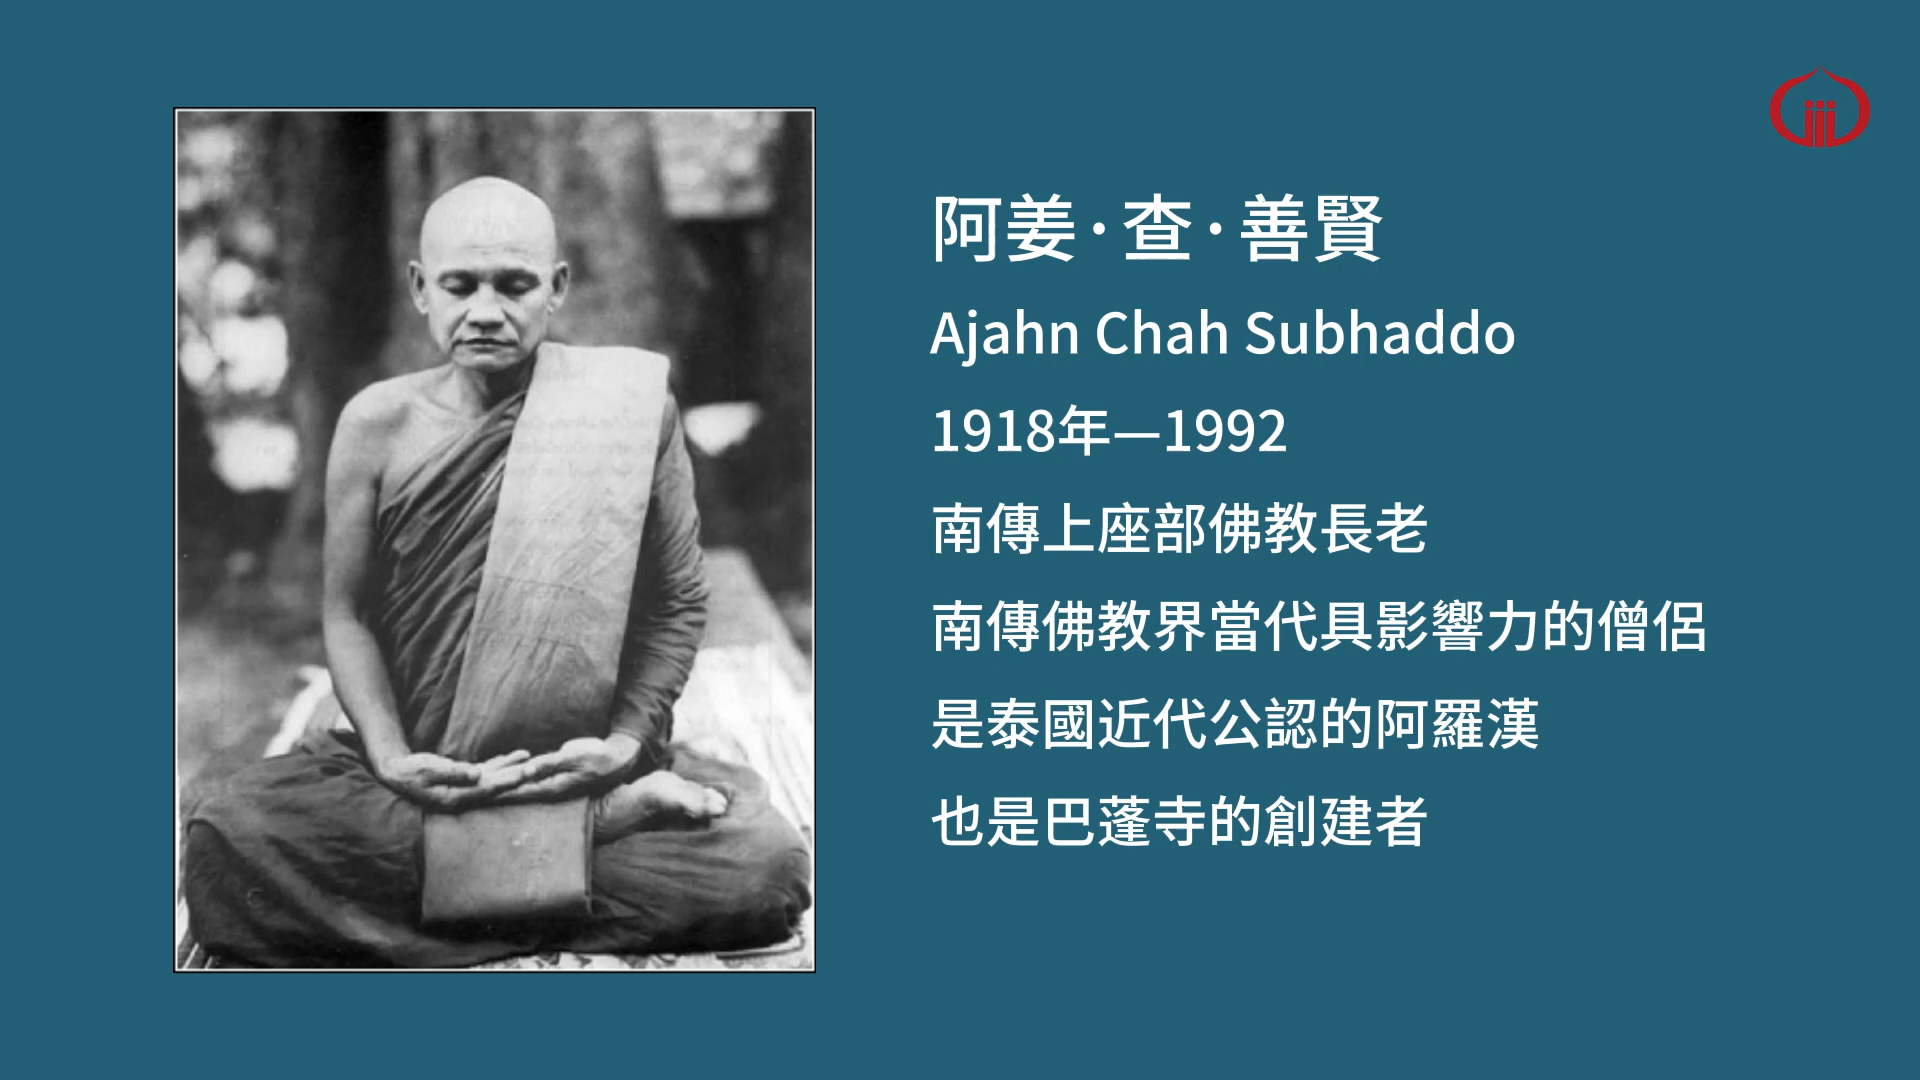 阿姜·查·善賢
Ajahn Chah Subhaddo
1918年—1992
南傳上座部佛教長老
南傳佛教界當代具影響力的僧侶
是泰國近代公認的阿羅漢
也是巴蓬寺的創建者